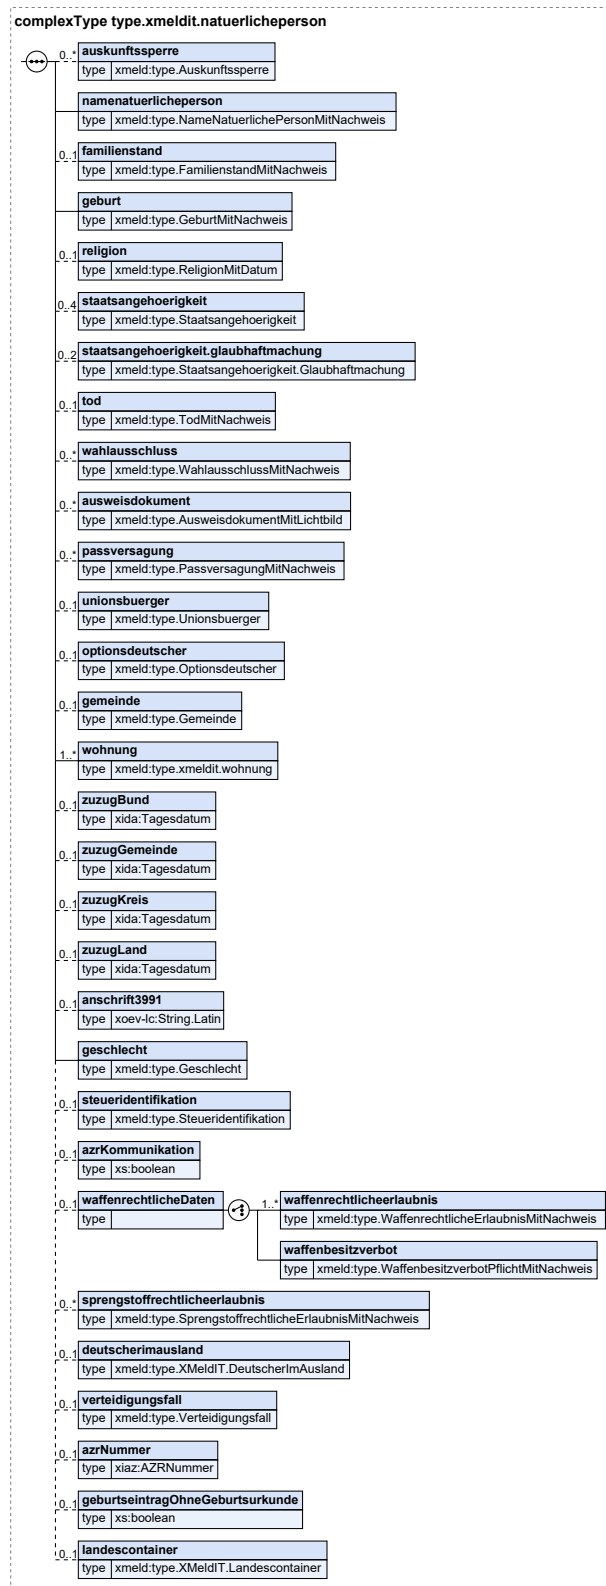 complexType type.xmeldit.natuerlicheperson
0..* auskunftssperre
type xmeld:type.Auskunftssperre
namenatuerlicheperson
type xmeld:type.NameNatuerlichePersonMitNachweis
0..1 familienstand
type xmeld:type.FamilienstandMitNachweis
geburt
type xmeld:type.GeburtMitNachweis
0..1 religion
type xmeld:type.ReligionMitDatum
0..4 staatsangehoerigkeit
type xmeld:type.Staatsangehoerigkeit
0..2 staatsangehoerigkeit.glaubhaftmachung
type xmeld:type.Staatsangehoerigkeit.Glaubhaftmachung
0..1 tod
type xmeld:type.TodMitNachweis
0..* wahlausschluss
type xmeld:type.WahlausschlussMitNachweis
0..* ausweisdokument
type xmeld:type.AusweisdokumentMitLichtbild
0..* passversagung
type xmeld:type.PassversagungMitNachweis
0..1 unionsbuerger
type xmeld:type.Unionsbuerger
0..1 optionsdeutscher
type xmeld:type.Optionsdeutscher
0..1 gemeinde
type xmeld:type.Gemeinde
1..* wohnung
type xmeld:type.xmeldit.wohnung
0..1 zuzugBund
type xida:Tagesdatum
0..1 zuzugGemeinde
type xida:Tagesdatum
0..1 zuzugKreis
type xida:Tagesdatum
0..1 zuzugLand
type xida:Tagesdatum
0..1 anschrift3991
type xoev-lc:String.Latin
geschlecht
type xmeld:type.Geschlecht
0..1 steueridentifikation
type xmeld:type.Steueridentifikation
0..1 azrKommunikation
type xs:boolean
0..1 waffenrechtlicheDaten 1..* waffenrechtlicheerlaubnis
type type xmeld:type.WaffenrechtlicheErlaubnisMitNachweis
waffenbesitzverbot
type xmeld:type.WaffenbesitzverbotPflichtMitNachweis
0..* sprengstoffrechtlicheerlaubnis
type xmeld:type.SprengstoffrechtlicheErlaubnisMitNachweis
0..1 deutscherimausland
type xmeld:type.XMeldIT.DeutscherImAusland
0..1 verteidigungsfall
type xmeld:type.Verteidigungsfall
0..1 azrNummer
type xiaz:AZRNummer
0..1 geburtseintragOhneGeburtsurkunde
type xs:boolean
0..1 landescontainer
type xmeld:type.XMeldIT.Landescontainer